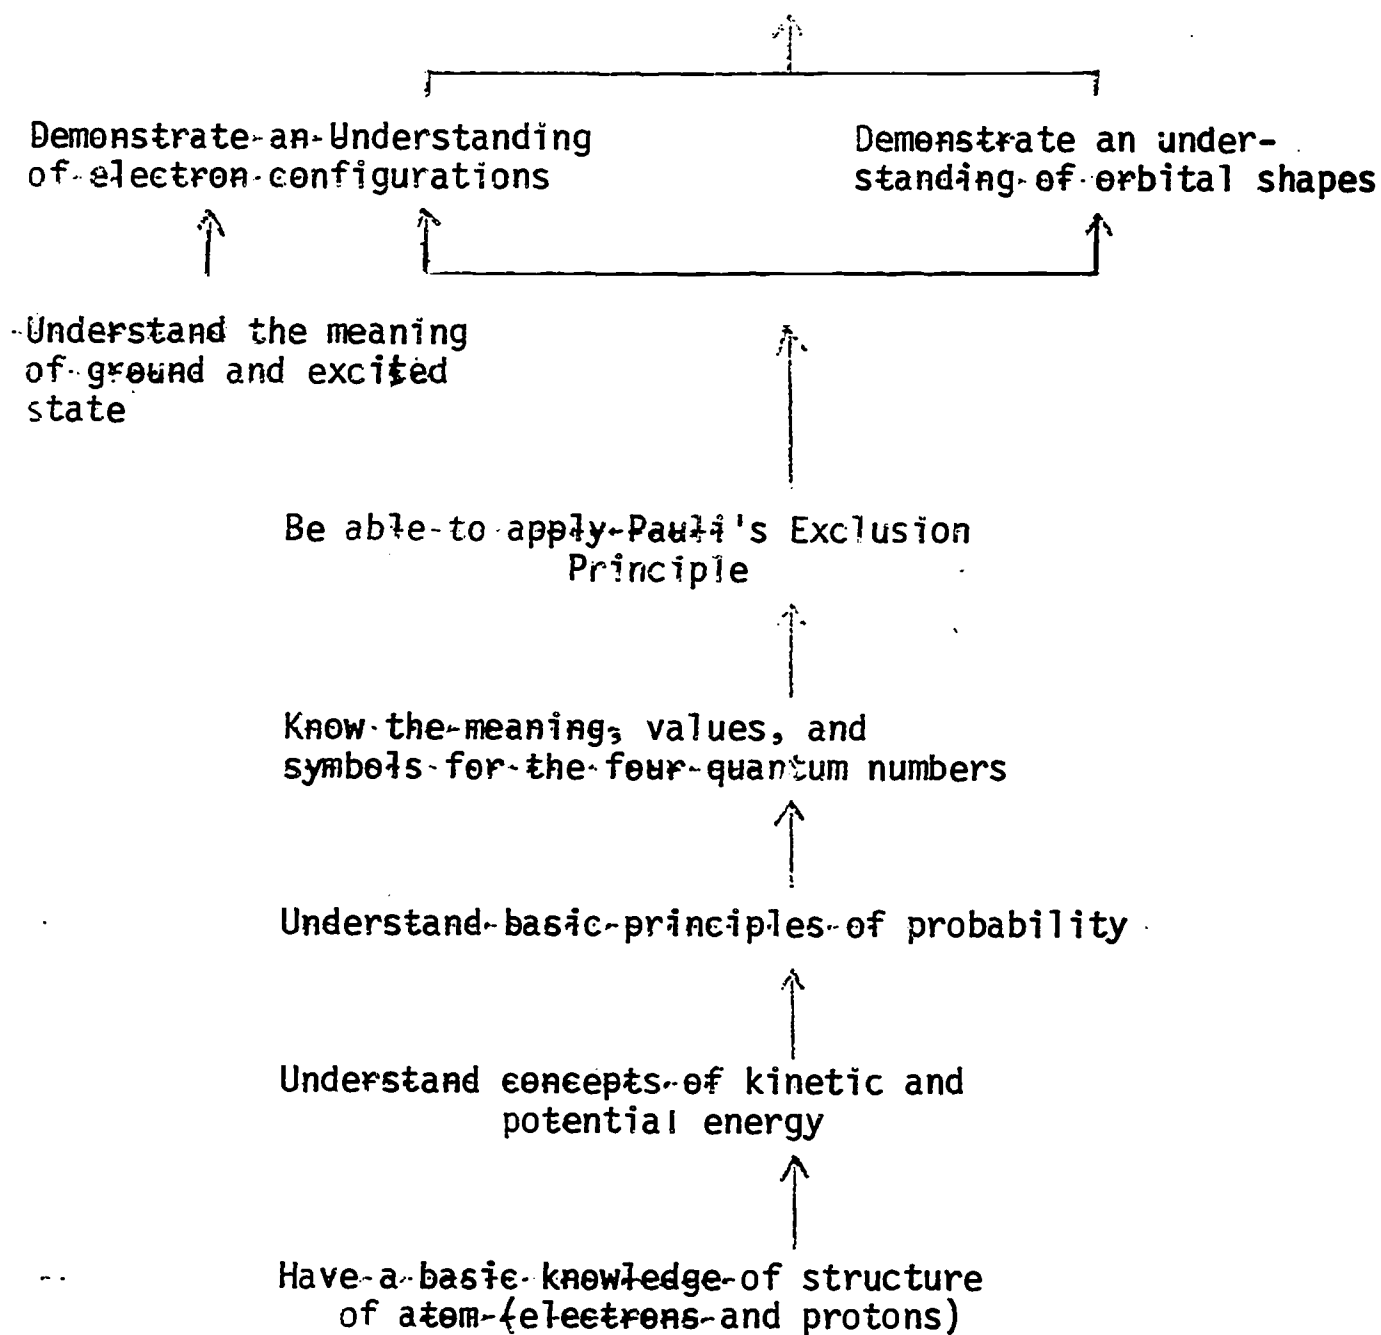 Demonstrate an Understanding
of electron configurations
Demonstrate an under-
standing of orbital shapes
Understand the meaning
of ground and excited
state
Be able to apply Pauli's Exclusion
Principle
Know the meaning, values, and
symbols for the four quantum numbers
Understand basic principles of probability
Understand concepts of kinetic and
potential energy
Have a basic knowledge of structure
of atom (electrons and protons)